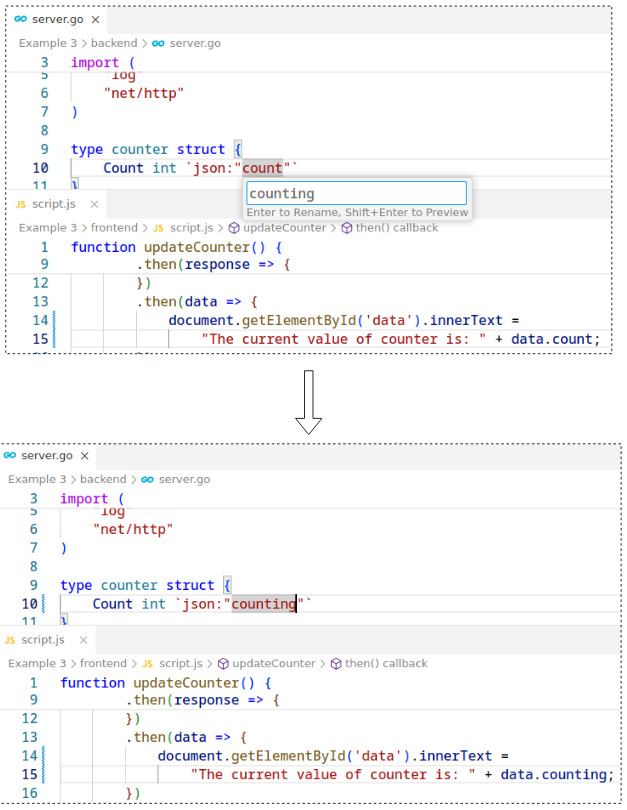 server.go ×
Example 3 > backend > server.go
3 import (
5 "log"
6 "net/http"
7 )
8
9 type counter struct {
10 Count int `json:"count"`
11 }
counting
Enter to Rename, Shift+Enter to Preview
JS script.js ×
Example 3 > frontend > JS script.js > updateCounter > then() callback
1 function updateCounter() {
9 .then(response => {
12 })
13 .then(data => {
14 document.getElementById('data').innerText =
15 "The current value of counter is: " + data.count;
server.go ×
Example 3 > backend > server.go
3 import (
5 "log"
6 "net/http"
7 )
8
9 type counter struct {
10 Count int `json:"counting"`
11 }
JS script.js ×
Example 3 > frontend > JS script.js > updateCounter > then() callback
1 function updateCounter() {
9 .then(response => {
12 })
13 .then(data => {
14 document.getElementById('data').innerText =
15 "The current value of counter is: " + data.counting;
16 })